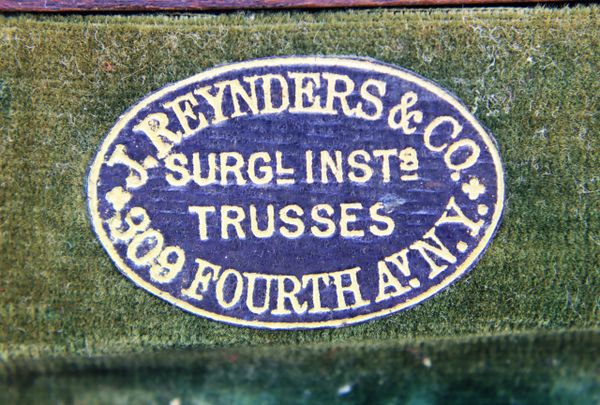 J. REYNDERS & CO.
SURGL INSTS
TRUSSES
309 FOURTH AV. N.Y.